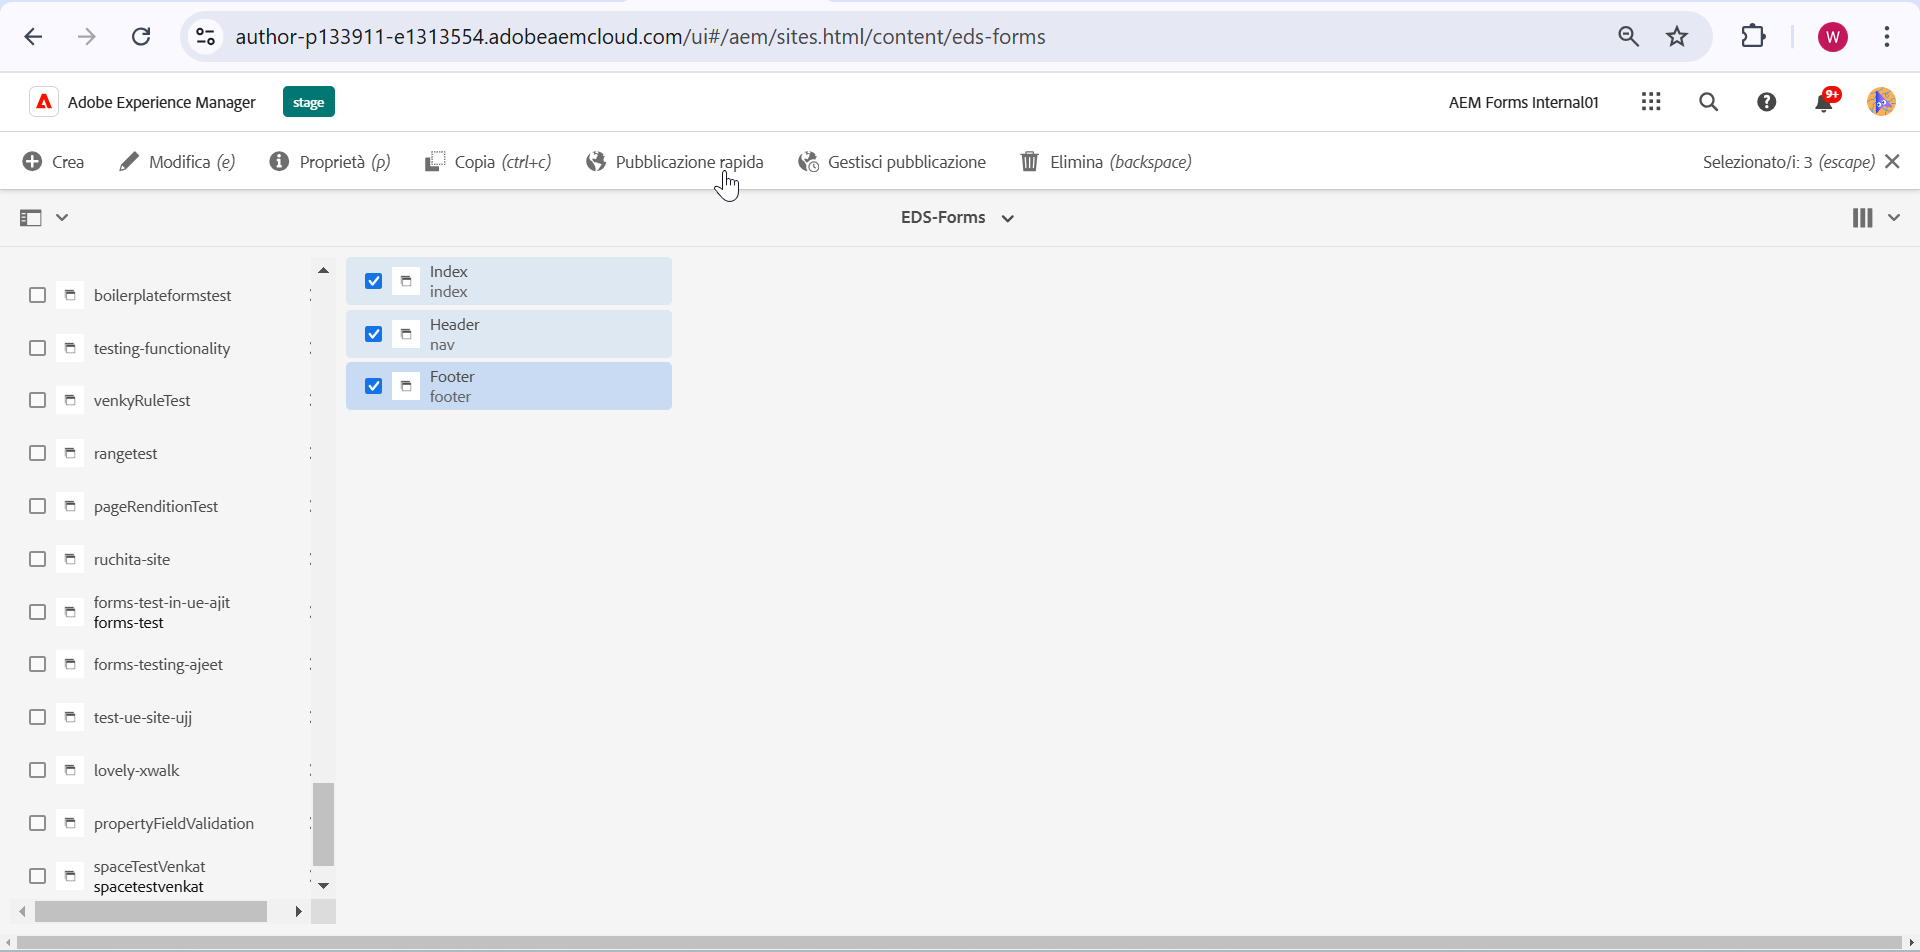 author-p133911-e1313554.adobeaemcloud.com/ui#/aem/sites.html/content/eds-forms
W
Adobe Experience Manager
stage
AEM Forms Internal01
9+
Crea
Modifica (e)
Proprietà (p)
Copia (ctrl+c)
Pubblicazione rapida
Gestisci pubblicazione
Elimina (backspace)
Selezionato/i: 3 (escape)
EDS-Forms
boilerplateformstest
testing-functionality
venkyRuleTest
rangetest
pageRenditionTest
ruchita-site
forms-test-in-ue-ajit
forms-test
forms-testing-ajeet
test-ue-site-ujj
lovely-xwalk
propertyFieldValidation
spaceTestVenkat
spacetestvenkat
Index
index
Header
nav
Footer
footer